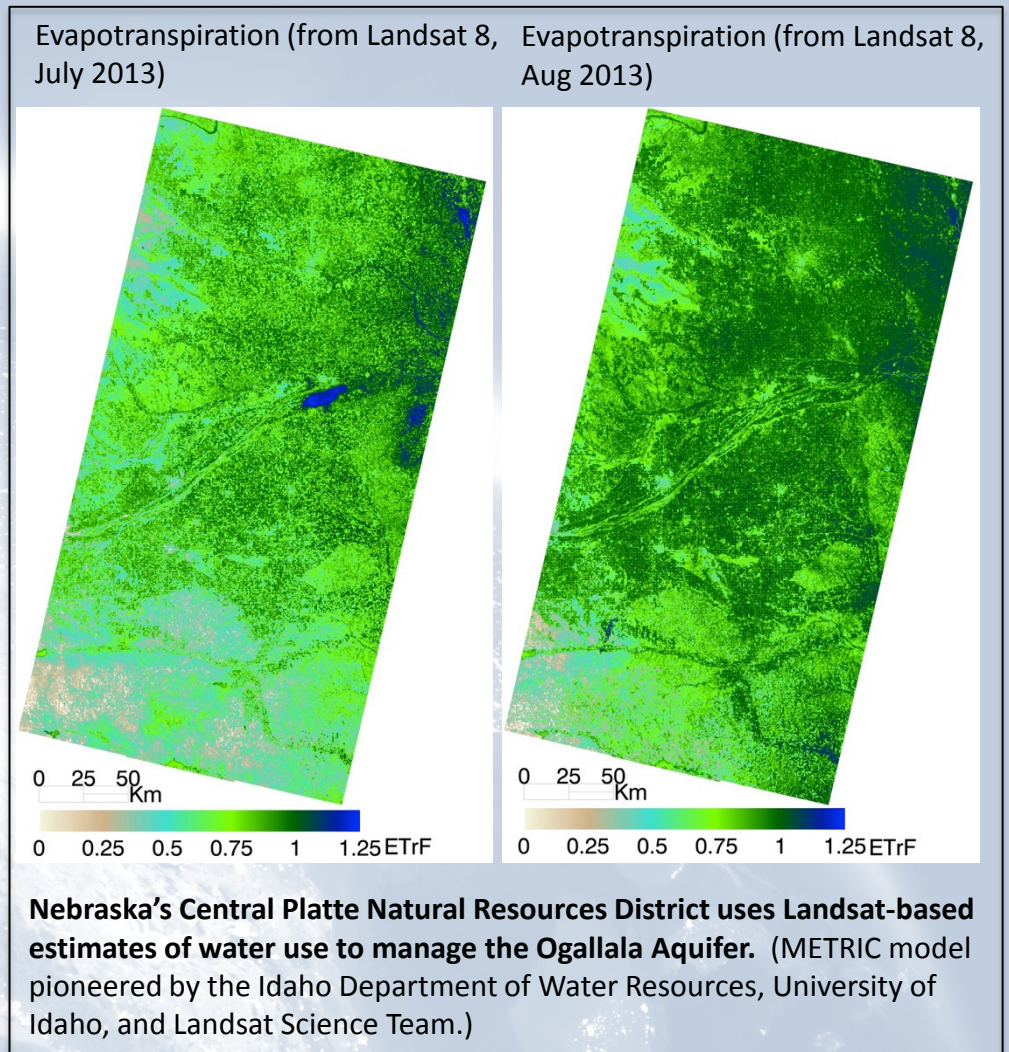 Evapotranspiration (from Landsat 8,
July 2013)
Evapotranspiration (from Landsat 8,
Aug 2013)
0 25 50
Km
0 0.25 0.5 0.75 1 1.25 ETrF
0 25 50
Km
0 0.25 0.5 0.75 1 1.25 ETrF
Nebraska’s Central Platte Natural Resources District uses Landsat-based
estimates of water use to manage the Ogallala Aquifer. (METRIC model
pioneered by the Idaho Department of Water Resources, University of
Idaho, and Landsat Science Team.)